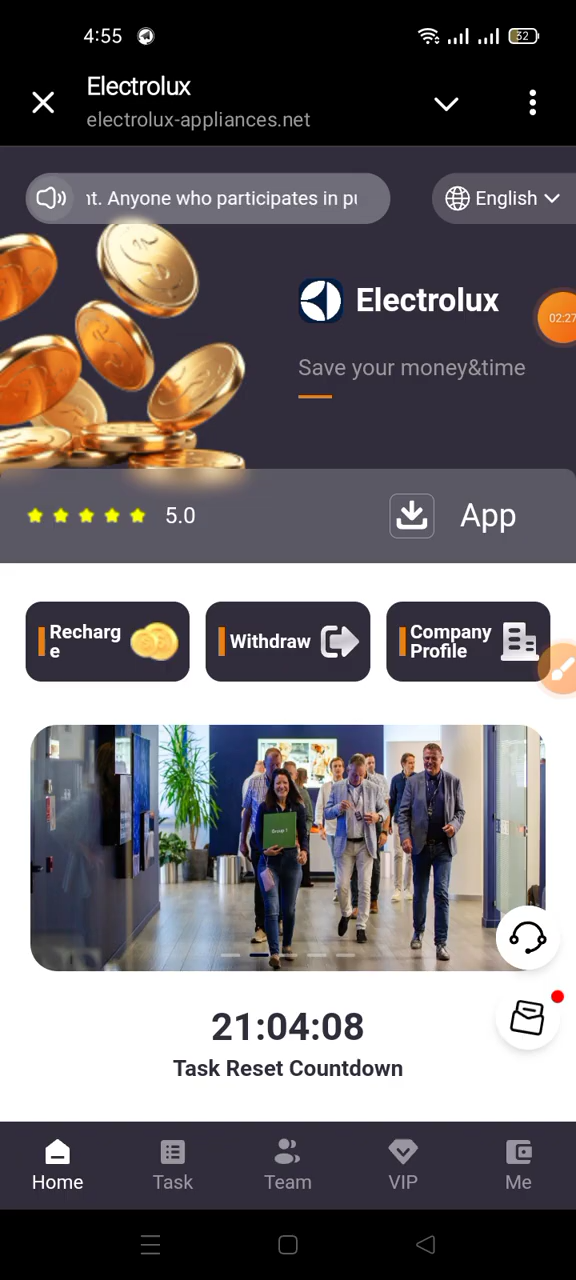 4:55
32
Electrolux
electrolux-appliances.net
nt. Anyone who participates in pu
English
Electrolux
02:27
Save your money&time
5.0
App
Recharg
e
Withdraw
Company
Profile
21:04:08
Task Reset Countdown
Home
Task
Team
VIP
Me